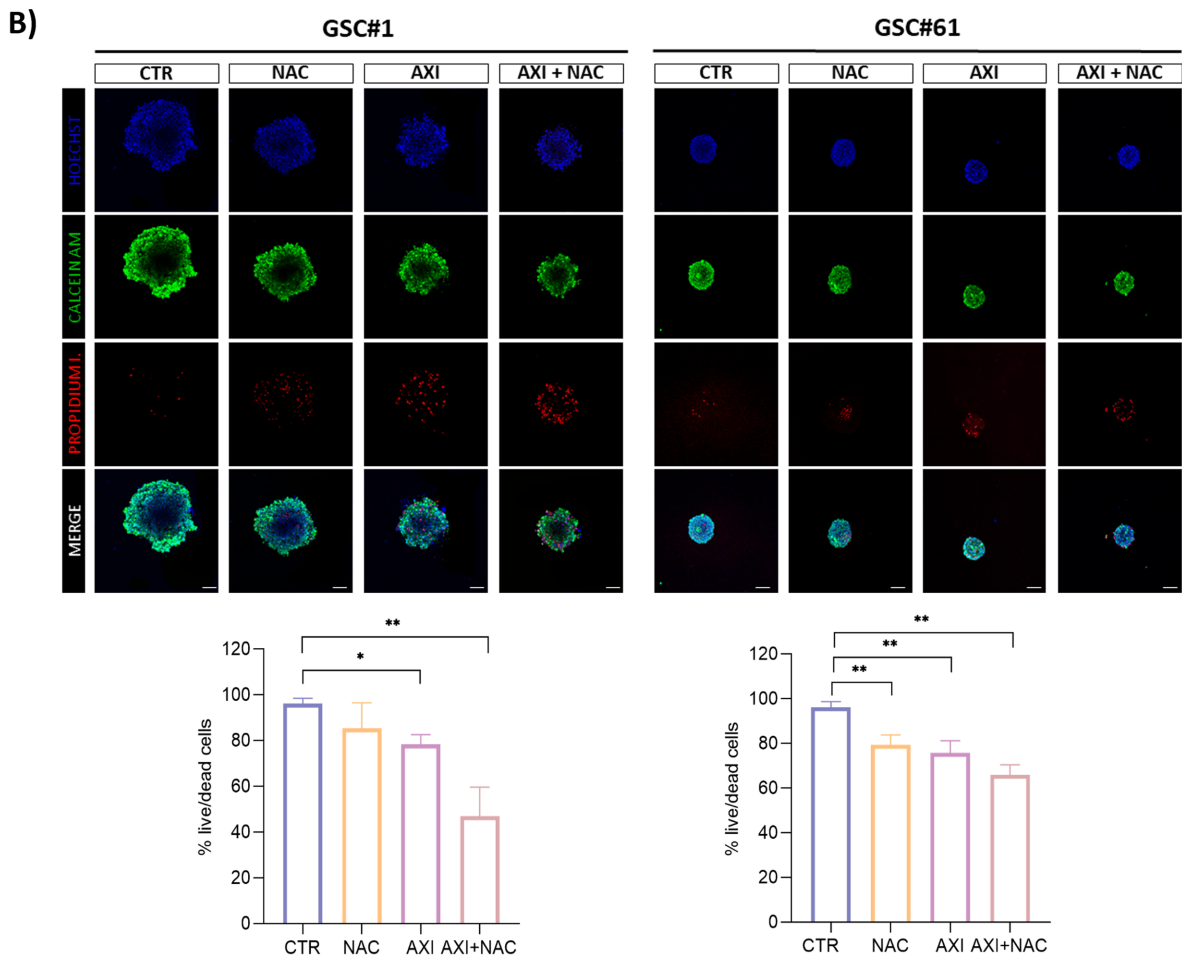 B)
GSC#1 GSC#61
CTR NAC AXI AXI + NAC CTR NAC AXI AXI + NAC
HOECHST
CALCEIN AM
PROPIDIUM I.
MERGE
**
*
120
100
80
60
40
20
0
% live/dead cells
CTR NAC AXI AXI+NAC
**
**
**
120
100
80
60
40
20
0
% live/dead cells
CTR NAC AXI AXI+NAC